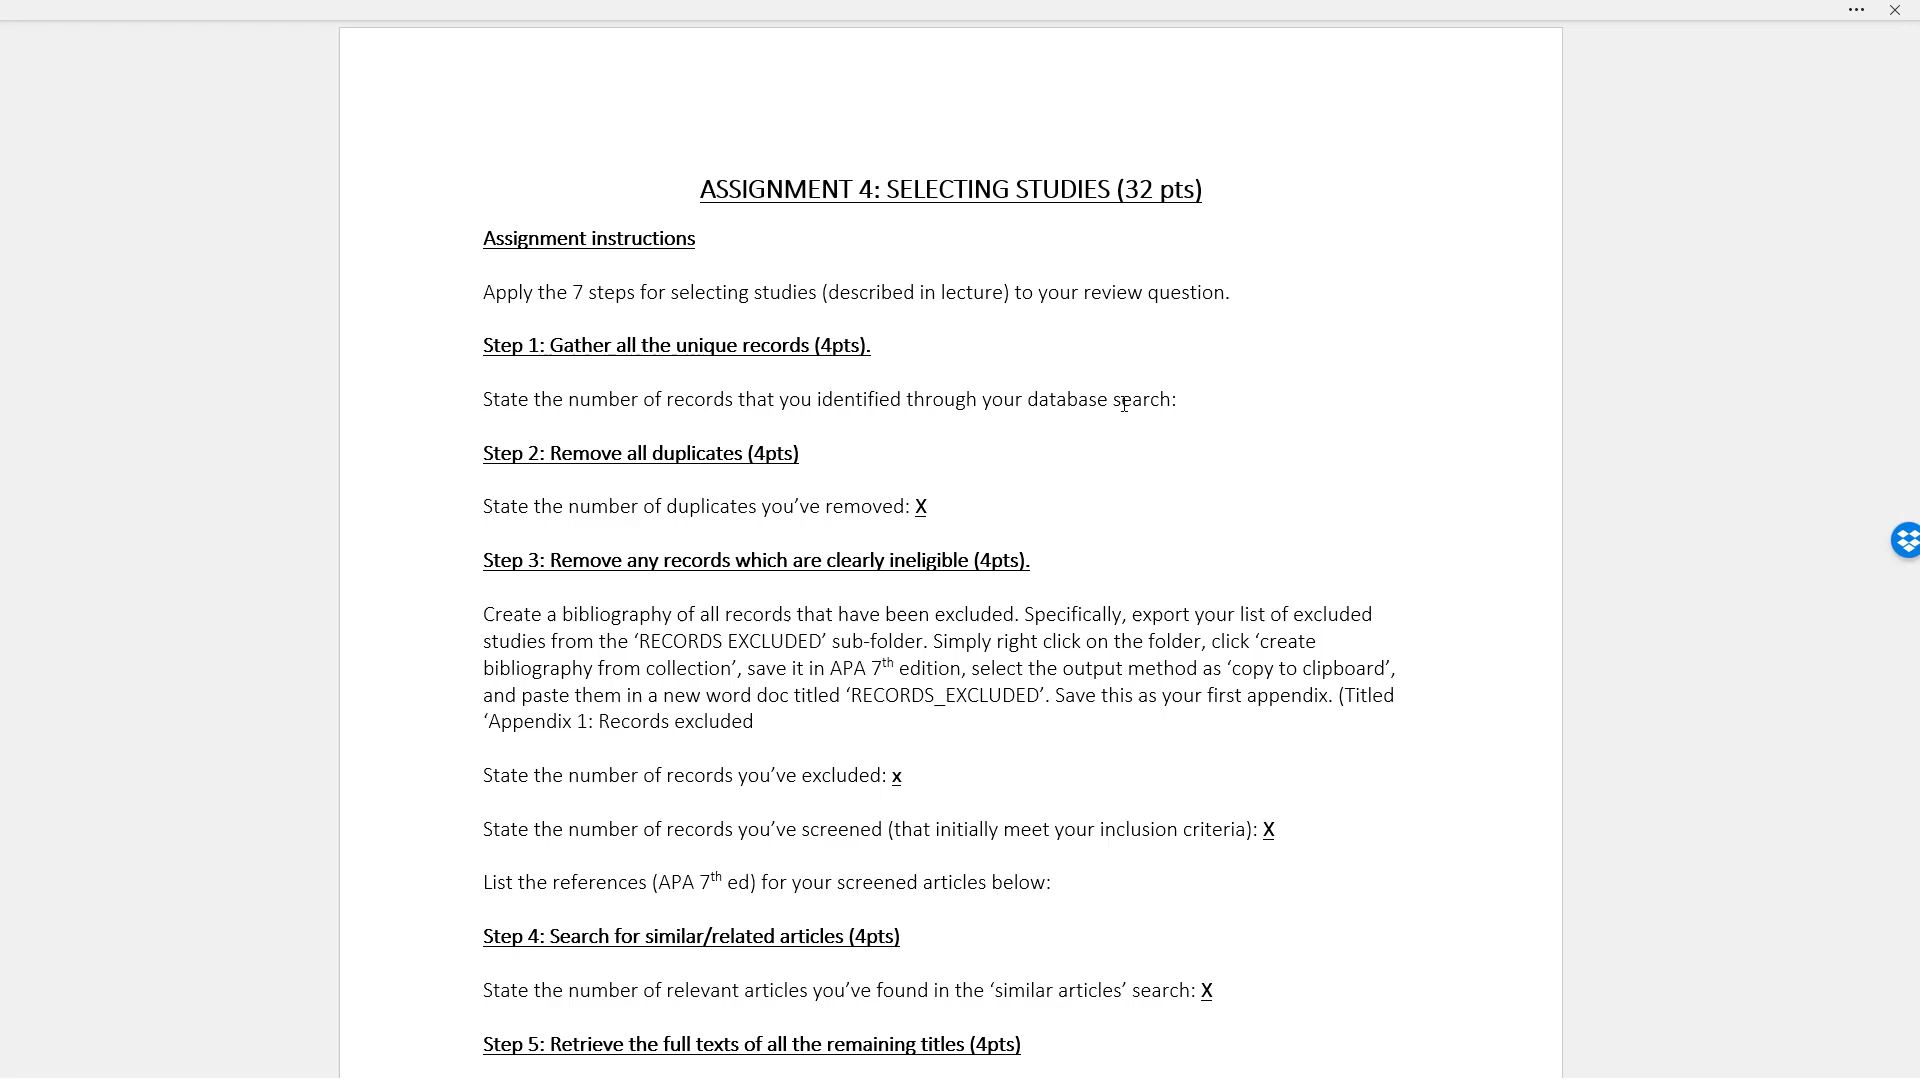 ASSIGNMENT 4: SELECTING STUDIES (32 pts)
Assignment instructions
Apply the 7 steps for selecting studies (described in lecture) to your review question.
Step 1: Gather all the unique records (4pts).
State the number of records that you identified through your database search:
Step 2: Remove all duplicates (4pts)
State the number of duplicates you’ve removed: X
Step 3: Remove any records which are clearly ineligible (4pts).
Create a bibliography of all records that have been excluded. Specifically, export your list of excluded
studies from the ‘RECORDS EXCLUDED’ sub-folder. Simply right click on the folder, click ‘create
bibliography from collection’, save it in APA 7th edition, select the output method as ‘copy to clipboard’,
and paste them in a new word doc titled ‘RECORDS_EXCLUDED’. Save this as your first appendix. (Titled
‘Appendix 1: Records excluded
State the number of records you’ve excluded: x
State the number of records you’ve screened (that initially meet your inclusion criteria): X
List the references (APA 7th ed) for your screened articles below:
Step 4: Search for similar/related articles (4pts)
State the number of relevant articles you’ve found in the ‘similar articles’ search: X
Step 5: Retrieve the full texts of all the remaining titles (4pts)